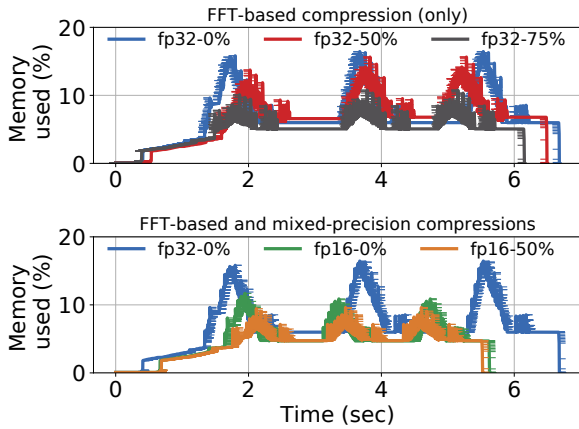 FFT-based compression (only)
20
fp32-0% fp32-50% fp32-75%
Memory
used (%)
10
0
0 2 4 6
FFT-based and mixed-precision compressions
20
fp32-0% fp16-0% fp16-50%
Memory
used (%)
10
0
0 2 4 6
Time (sec)